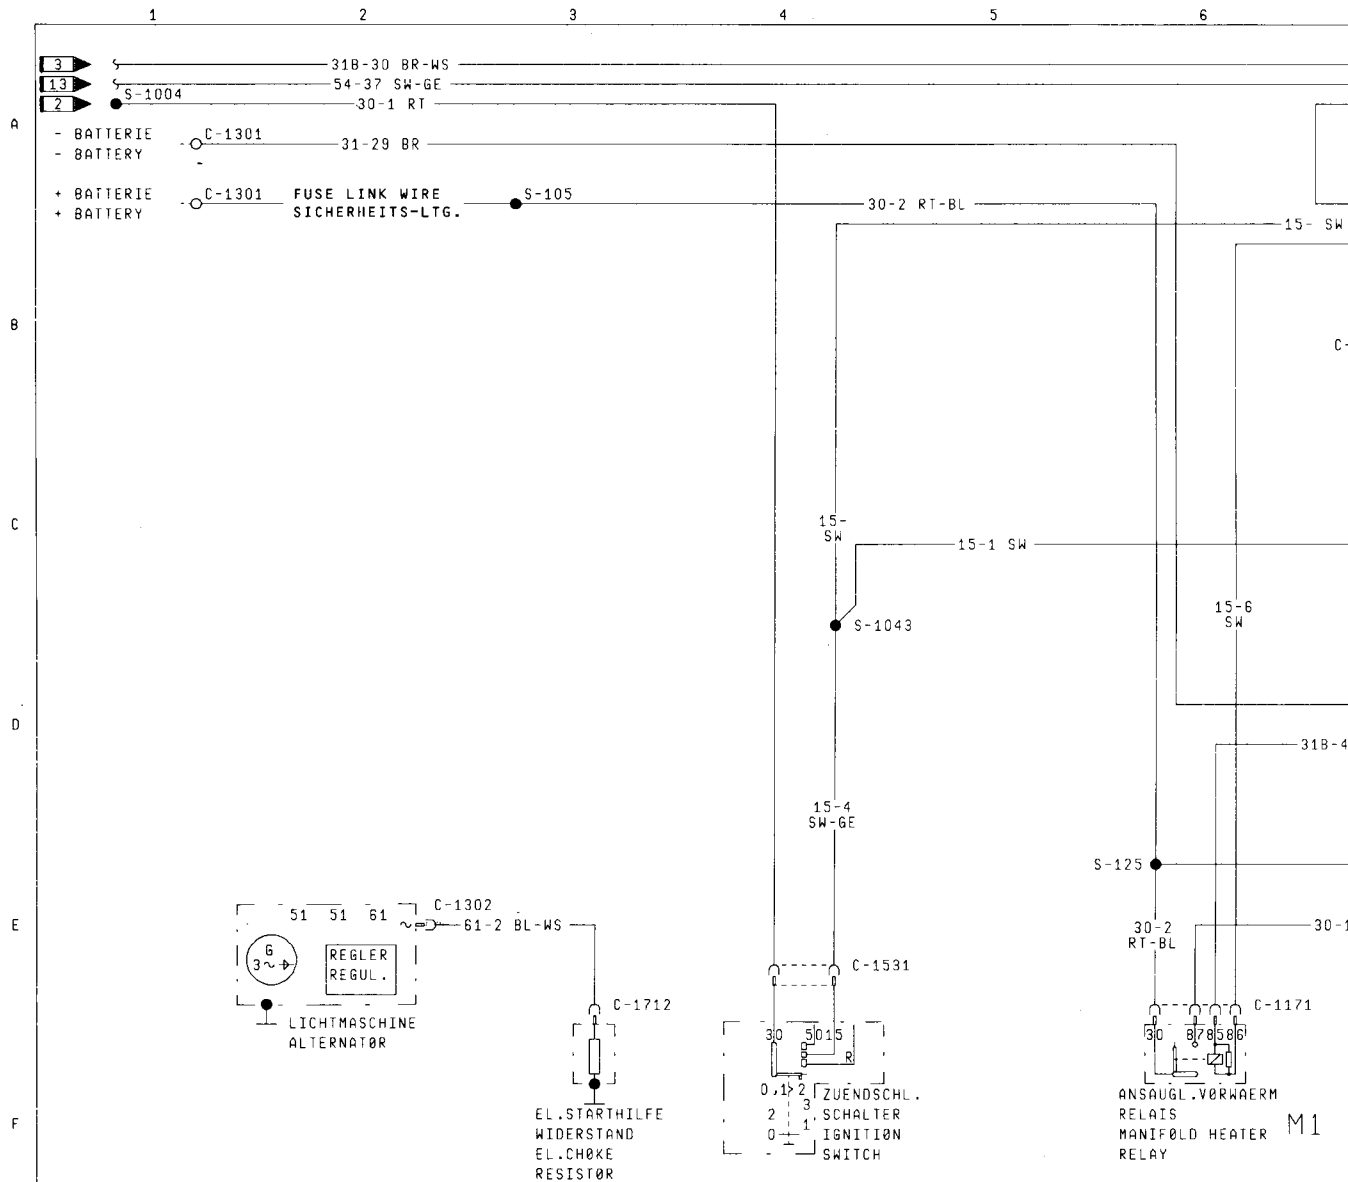 1 2 3 4 5 6
3 31B-30 BR-WS
13 54-37 SW-GE
S-1004
2 30-1 RT
A
- BATTERIE C-1301
- BATTERY - 31-29 BR
+ BATTERIE C-1301 FUSE LINK WIRE S-105
+ BATTERY SICHERHEITS-LTG.
30-2 RT-BL
15- SW
B
C-
C
15-
SW
15-1 SW
15-6
SW
S-1043
D
31B-4
15-4
SW-GE
S-125
E
51 51 61 ~ C-1302
61-2 BL-WS
G
3~
REGLER
REGUL.
30-2
RT-BL
30-1
C-1531
C-1712
C-1171
LICHTMASCHINE
ALTERNATØR
30 5015
R
30 878586
0,1>2
3
2
1
0
ZUENDSCHL.
SCHALTER
IGNITIØN
SWITCH
ANSAUGL.VØRWAERM
RELAIS
MANIFØLD HEATER
RELAY
M1
F
EL.STARTHILFE
WIDERSTAND
EL.CHØKE
RESISTØR